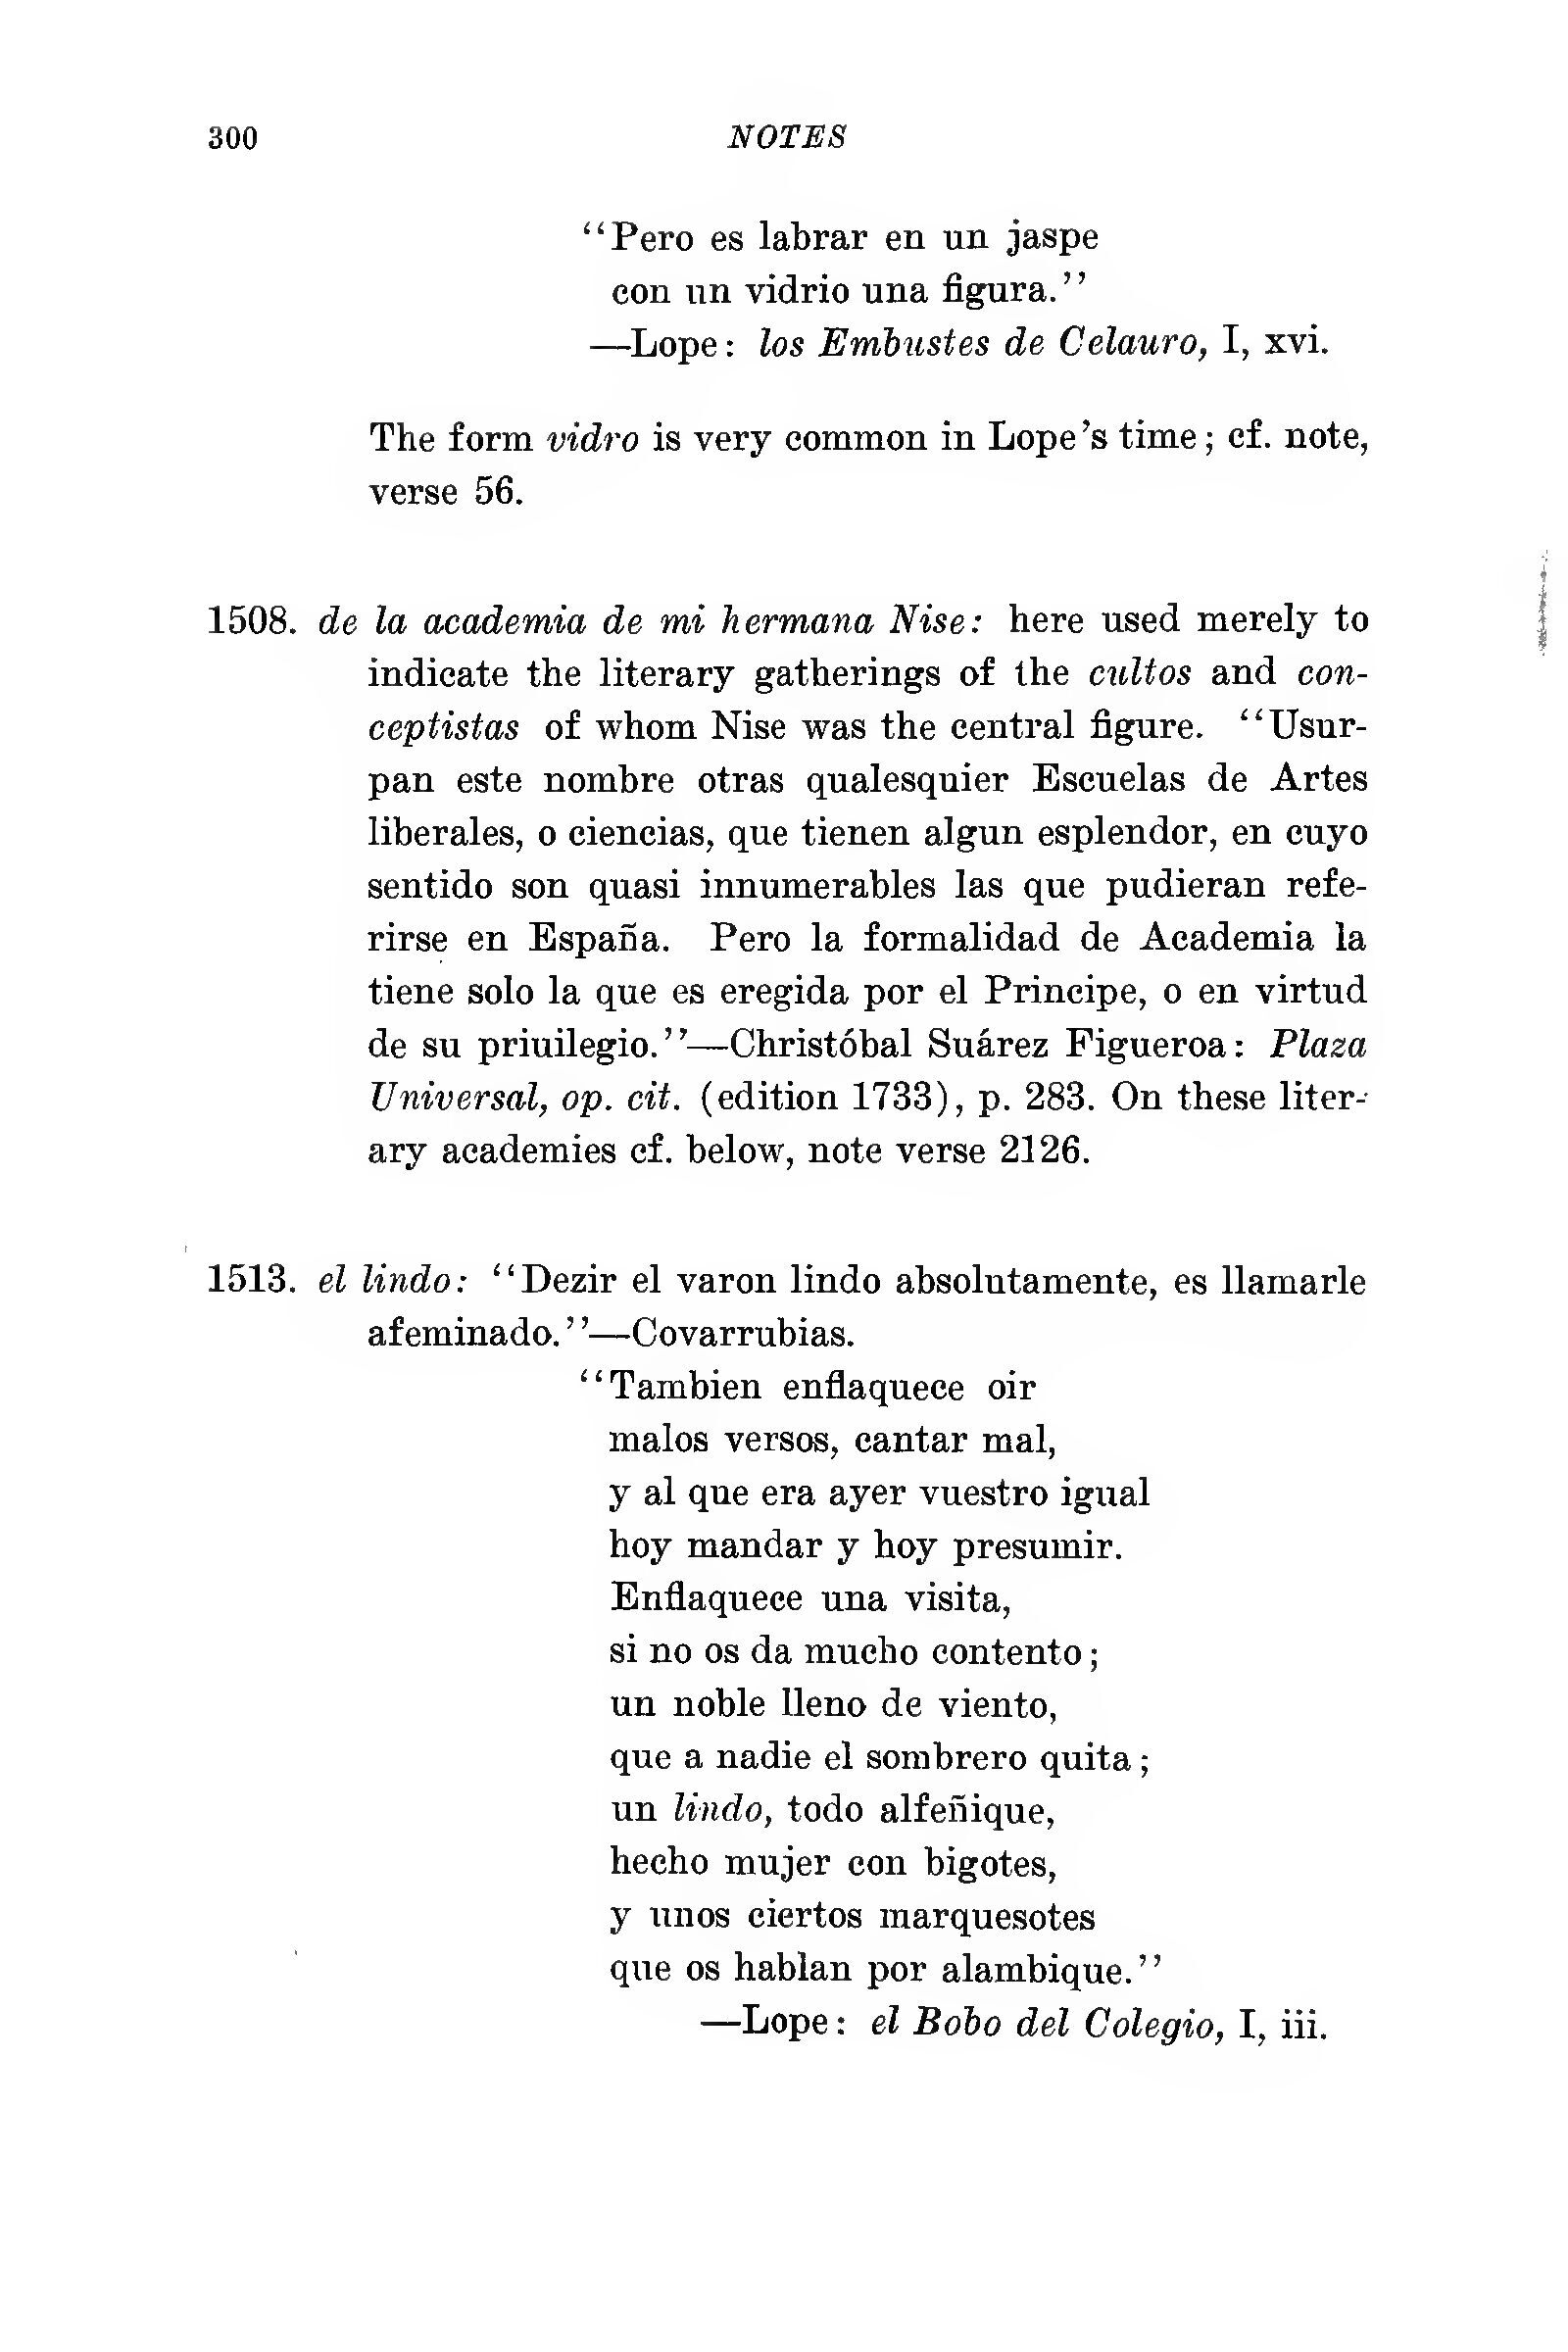 300 NOTES
“Pero es labrar en un jaspe
con un vidrio una figura.”
—Lope: los Embustes de Celauro, I, xvi.
The form vidro is very common in Lope’s time; cf. note,
verse 56.
1508. de la academia de mi hermana Nise: here used merely to
indicate the literary gatherings of the cultos and con-
ceptistas of whom Nise was the central figure. “Usur-
pan este nombre otras qualesquier Escuelas de Artes
liberales, o ciencias, que tienen algun esplendor, en cuyo
sentido son quasi innumerables las que pudieran refe-
rirse en España. Pero la formalidad de Academia la
tiene solo la que es eregida por el Principe, o en virtud
de su priuilegio.”—Christóbal Suárez Figueroa: Plaza
Universal, op. cit. (edition 1733), p. 283. On these liter-
ary academies cf. below, note verse 2126.
1513. el lindo: “Dezir el varon lindo absolutamente, es llamarle
afeminado.”—Covarrubias.
“Tambien enflaquece oir
malos versos, cantar mal,
y al que era ayer vuestro igual
hoy mandar y hoy presumir.
Enflaquece una visita,
si no os da mucho contento;
un noble lleno de viento,
que a nadie el sombrero quita;
un lindo, todo alfeñique,
hecho mujer con bigotes,
y unos ciertos marquesotes
que os hablan por alambique.”
—Lope: el Bobo del Colegio, I, iii.